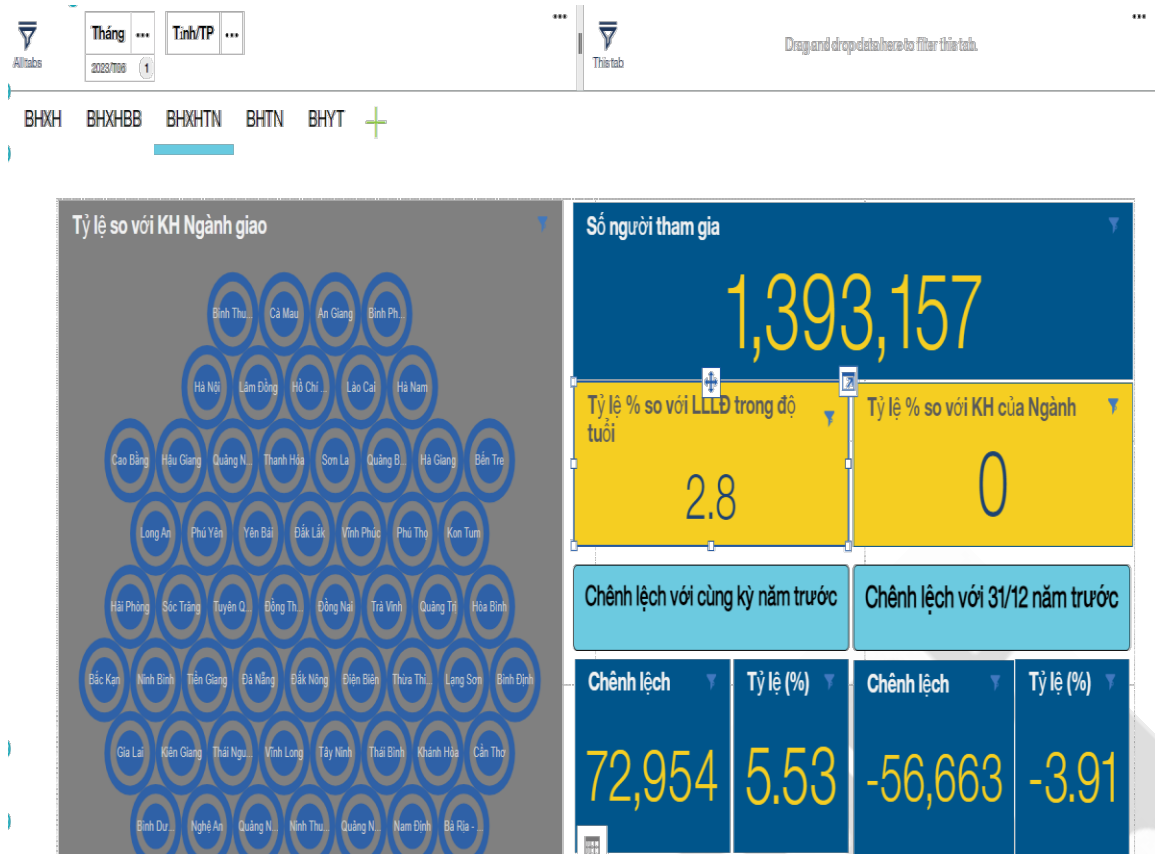 Tháng ...
Tỉnh/TP ...
...
...
All tabs
2023/T06 1
This tab
Drag and drop data here to filter this tab.
BHXH BHXHBB BHXHTN BHTN BHYT
Tỷ lệ so với KH Ngành giao
Bình Thu... Cà Mau An Giang Bình Ph...
Hà Nội Lâm Đồng Hồ Chí ... Lào Cai Hà Nam
Cao Bằng Hậu Giang Quảng N... Thanh Hóa Sơn La Quảng B... Hà Giang Bến Tre
Long An Phú Yên Yên Bái Đắk Lắk Vĩnh Phúc Phú Thọ Kon Tum
Hải Phòng Sóc Trăng Tuyên Q... Đồng Th... Đồng Nai Trà Vinh Quảng Trị Hòa Bình
Bắc Kạn Ninh Bình Tiền Giang Đà Nẵng Đắk Nông Điện Biên Thừa Thi... Lạng Sơn Bình Định
Gia Lai Kiên Giang Thái Ngu... Vĩnh Long Tây Ninh Thái Bình Khánh Hòa Cần Thơ
Bình Dư... Nghệ An Quảng N... Ninh Thu... Quảng N... Nam Định Bà Rịa - ...
Số người tham gia
1,393,157
Tỷ lệ % so với LLLĐ trong độ
tuổi
2.8
Tỷ lệ % so với KH của Ngành
0
Chênh lệch với cùng kỳ năm trước
Chênh lệch với 31/12 năm trước
Chênh lệch
72,954
Tỷ lệ (%)
5.53
Chênh lệch
-56,663
Tỷ lệ (%)
-3.91